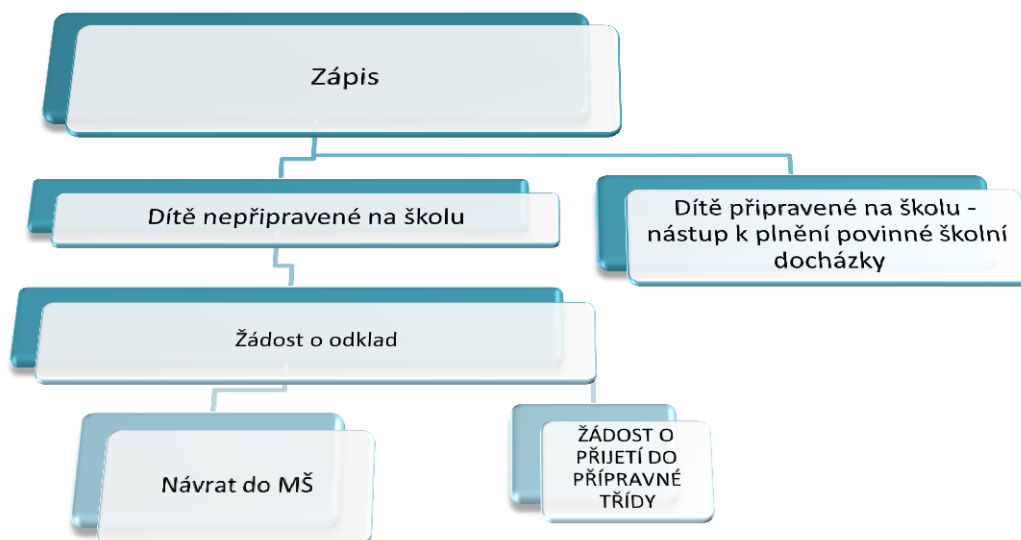 Zápis
Dítě nepřipravené na školu
Dítě připravené na školu -
nástup k plnění povinné školní
docházky
Žádost o odklad
Návrat do MŠ
ŽÁDOST O
PŘIJETÍ DO
PŘÍPRAVNÉ
TŘÍDY